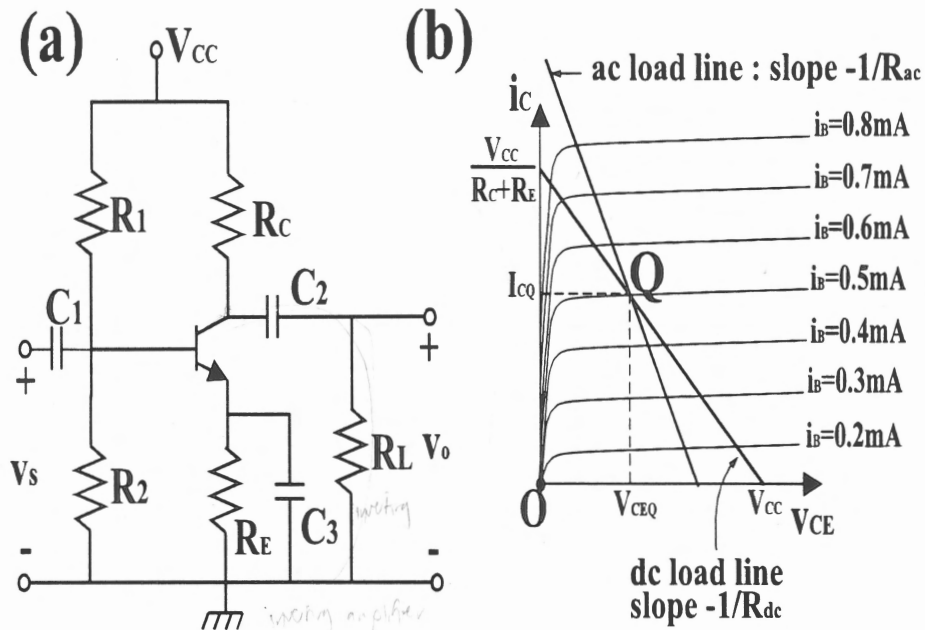 (a)
VCC
R1
RC
C1
C2
+
+
vs
R2
RE
C3
RL
vo
-
-
inverting amplifier
(b)
ac load line : slope -1/Rac
iC
VCC
RC+RE
ICQ
Q
iB=0.8mA
iB=0.7mA
iB=0.6mA
iB=0.5mA
iB=0.4mA
iB=0.3mA
iB=0.2mA
O
VCEQ
VCC
VCE
dc load line
slope -1/Rdc